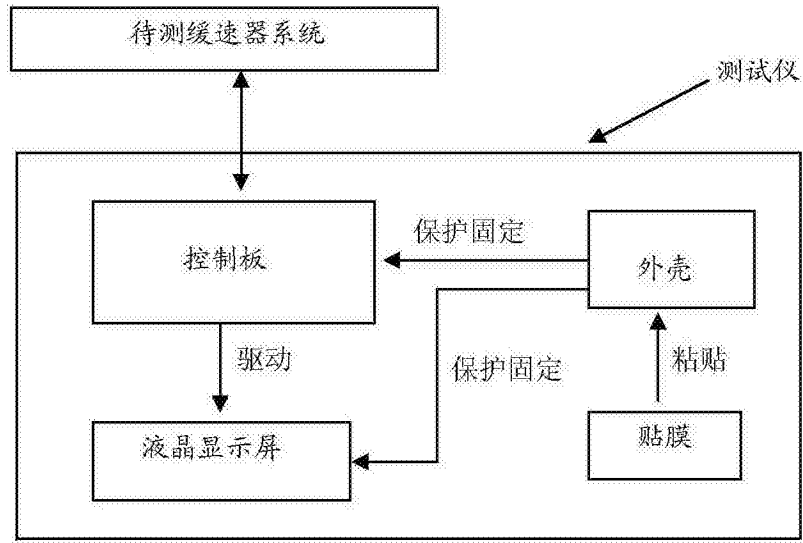 待测缓速器系统
测试仪
控制板
保护固定
外壳
驱动
保护固定
粘贴
液晶显示屏
贴膜